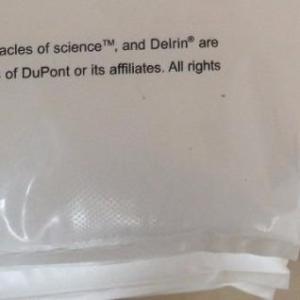 acles of science™, and Delrin® are
of DuPont or its affiliates. All rights